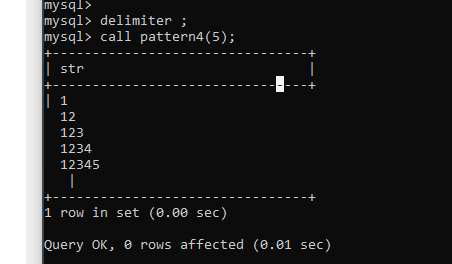 mysql>
mysql> delimiter ;
mysql> call pattern4(5);
+--------------------------------+
| str                            |
+--------------------------------+
| 1
  12
  123
  1234
  12345
   |
+--------------------------------+
1 row in set (0.00 sec)
Query OK, 0 rows affected (0.01 sec)